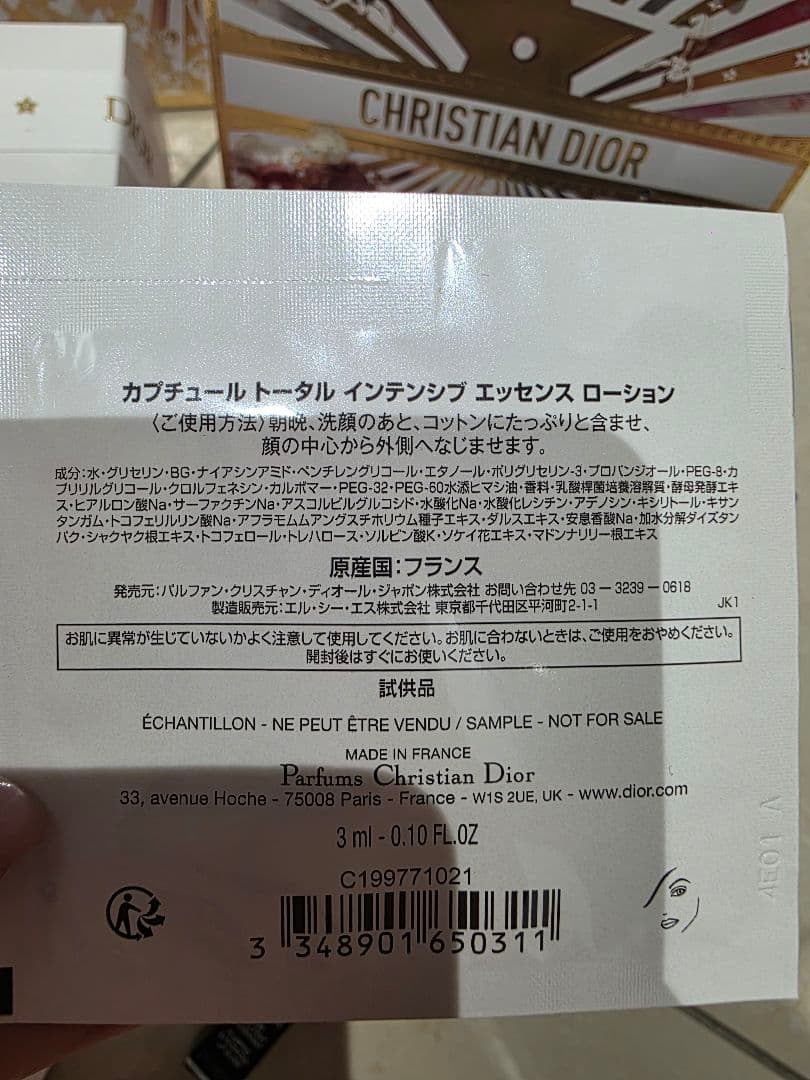 DIOR
CHRISTIAN DIOR
カプチュール トータル インテンシブ エッセンス ローション
〈ご使用方法〉朝晩、洗顔のあと、コットンにたっぷりと含ませ、
顔の中心から外側へなじませます。
成分：水・グリセリン・BG・ナイアシンアミド・ペンチレングリコール・エタノール・ポリグリセリン-3・プロパンジオール・PEG-8・カ
プリリルグリコール・クロルフェネシン・カルボマー・PEG-32・PEG-60水添ヒマシ油・香料・乳酸桿菌培養溶解質・酵母発酵エキ
ス・ヒアルロン酸Na・サーファクチンNa・アスコルビルグルコシド・水酸化Na・水酸化レシチン・アデノシン・キシリトール・キサン
タンガム・トコフェリルリン酸Na・アフラモムムアングスチホリウム種子エキス・ダルスエキス・安息香酸Na・加水分解ダイズタン
パク・シャクヤク根エキス・トコフェロール・トレハロース・ソルビン酸K・ソケイ花エキス・マドンナリリー根エキス
原産国：フランス
発売元：パルファン・クリスチャン・ディオール・ジャポン株式会社 お問い合わせ先 03－3239－0618
製造販売元：エル・シー・エス株式会社 東京都千代田区平河町2-1-1
JK1
お肌に異常が生じていないかよく注意して使用してください。お肌に合わないときは、ご使用をおやめください。
開封後はすぐにお使いください。
試供品
ÉCHANTILLON - NE PEUT ÊTRE VENDU / SAMPLE - NOT FOR SALE
MADE IN FRANCE
Parfums Christian Dior
33, avenue Hoche - 75008 Paris - France - W1S 2UE, UK - www.dior.com
3 ml - 0.10 FL.OZ
C199771021
3 348901 650311
4E01 A